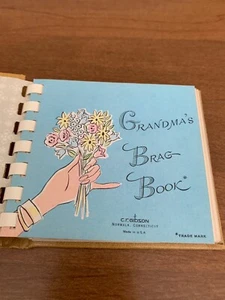 GRANDMA'S
BRAG
BOOK*
C.R. GIBSON
NORWALK, CONNECTICUT
MADE IN U.S.A.
*TRADE MARK